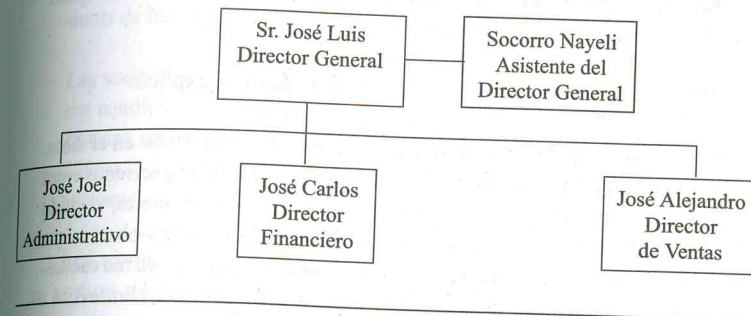 Sr. José Luis
Director General
Socorro Nayeli
Asistente del
Director General
José Joel
Director
Administrativo
José Carlos
Director
Financiero
José Alejandro
Director
de Ventas